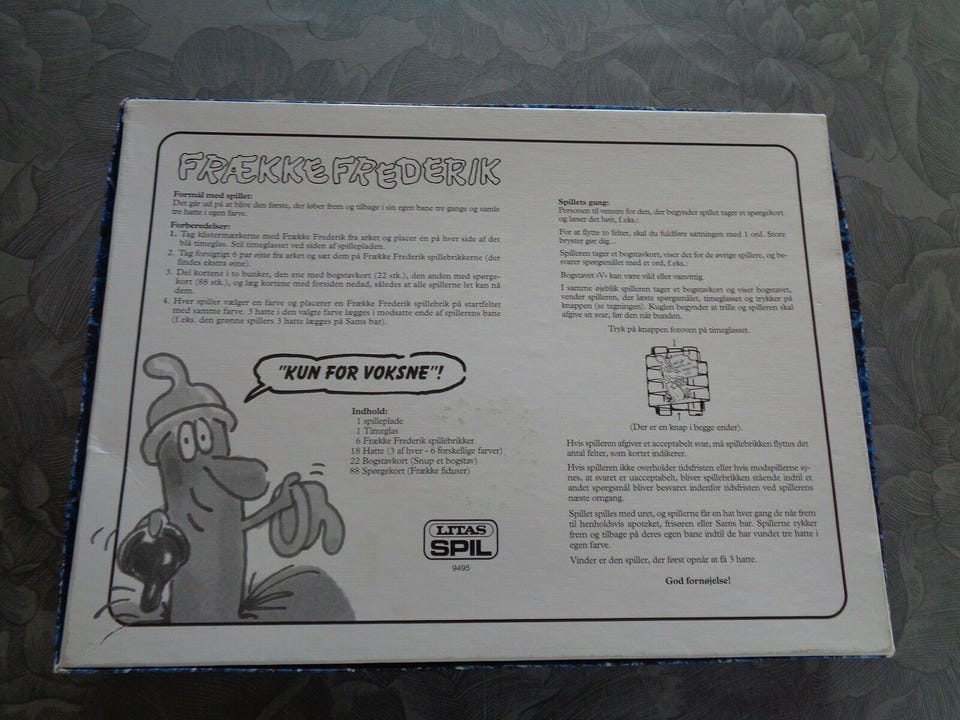 FRÆKKE FREDERIK
Formål med spillet:
Det går ud på at blive den første, der løber frem og tilbage i sin egen bane tre gange og samle
tre hatte i egen farve.
Forberedelser:
1. Tag klistermærkerne med Frække Frederik fra arket og placer én på hver side af det
blå timeglas. Stil timeglasset ved siden af spillepladen.
2. Tag forsigtigt 6 par øjne fra arket og sæt dem på Frække Frederik spillebrikkerne (der
findes ekstra øjne).
3. Del kortene i to bunker, den ene med bogstavkort (22 stk.), den anden med spørge-
kort (88 stk.), og læg kortene med forsiden nedad, således at alle spillerne let kan nå
dem.
4. Hver spiller vælger en farve og placerer en Frække Frederik spillebrik på startfeltet
med samme farve. 3 hatte i den valgte farve lægges i modsatte ende af spillerens bane
(f.eks. den grønne spillers 3 hatte lægges på Sams bar).
"KUN FOR VOKSNE"!
Indhold:
1 spilleplade
1 Timeglas
6 Frække Frederik spillebrikker
18 Hatte (3 af hver - 6 forskellige farver)
22 Bogstavkort (Snup et bogstav)
88 Spørgekort (Frække fiduser)
LITAS
SPIL
9495
Spillets gang:
Personen til venstre for den, der begynder spillet tager et spørgekort
og læser det højt, f.eks.:
For at flytte to felter, skal du fuldføre sætningen med 1 ord. Store
bryster gør dig...
Spilleren tager et bogstavkort, viser det for de øvrige spillere, og be-
svarer spørgsmålet med et ord, f.eks.:
Bogstavet »V« kan være vild eller vanvittig.
I samme øjeblik spilleren tager et bogstavkort og viser bogstavet,
vender spilleren, der læste spørgsmålet, timeglasset og trykker på
knappen (se tegningen). Kuglen begynder at trille og spilleren skal
afgive sit svar, før den når bunden.
Tryk på knappen foroven på timeglasset.
(Der er en knap i begge ender).
Hvis spilleren afgiver et acceptabelt svar, må spillebrikken flyttes det
antal felter, som kortet indikerer.
Hvis spilleren ikke overholder tidsfristen eller hvis modspillerne sy-
nes, at svaret er uacceptabelt, bliver spillebrikken stående indtil et
andet spørgsmål bliver besvaret indenfor tidsfristen ved spillerens
næste omgang.
Spillet spilles med uret, og spillerne får en hat hver gang de når frem
til henholdsvis apoteket, frisøren eller Sams bar. Spillerne rykker
frem og tilbage på deres egen bane indtil de har vundet tre hatte i
egen farve.
Vinder er den spiller, der først opnår at få 3 hatte.
God fornøjelse!